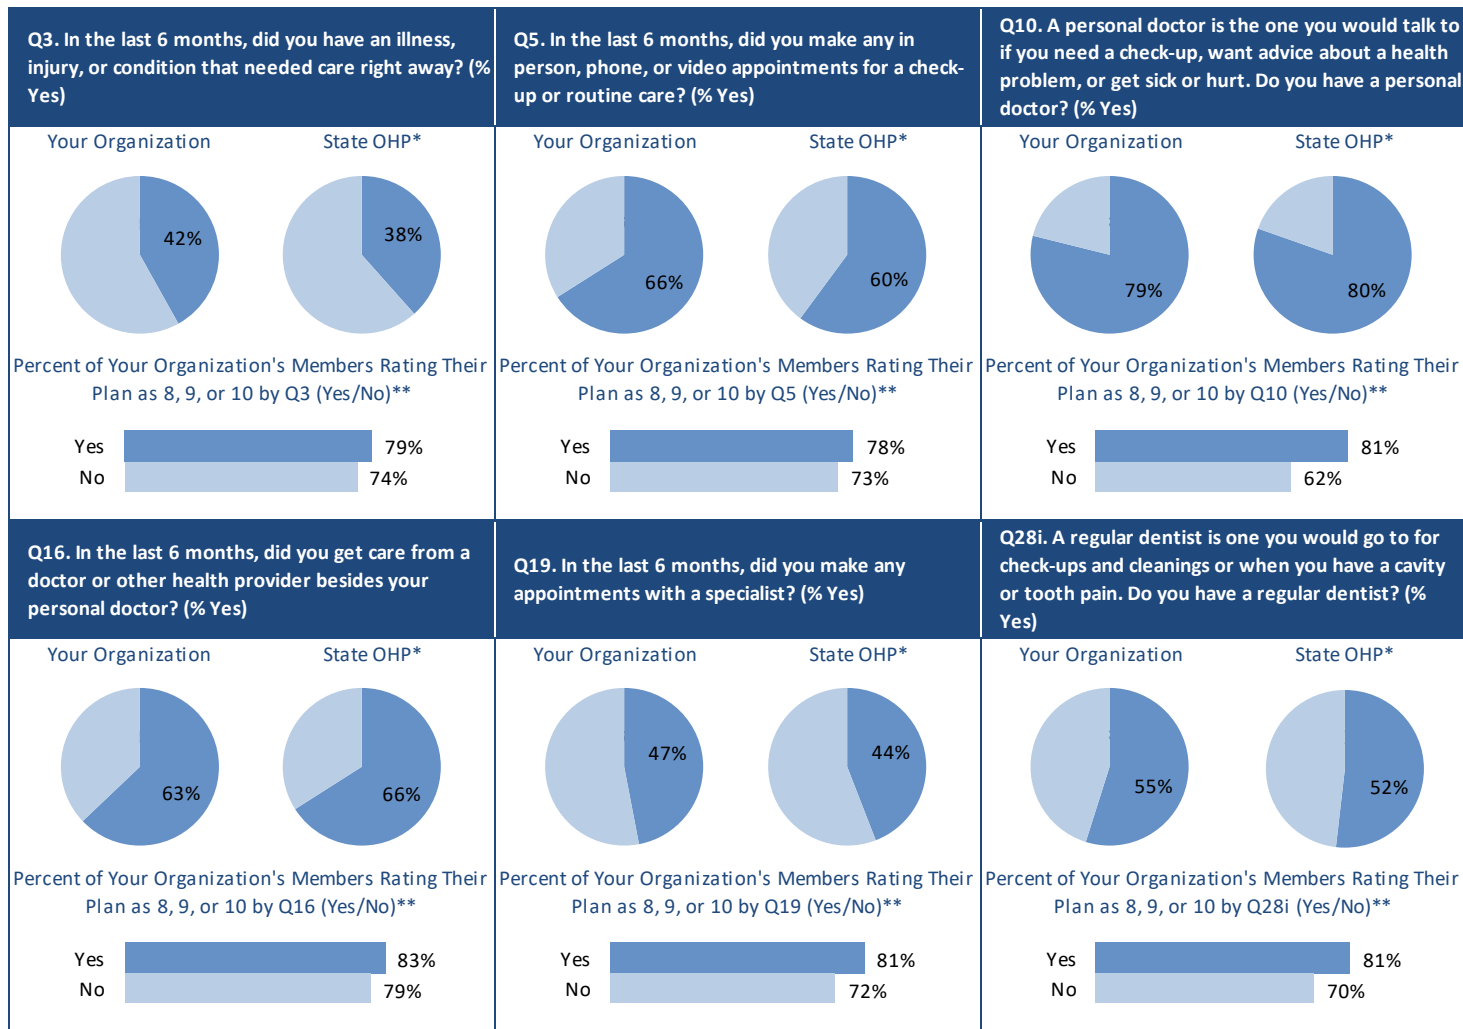 Q3. In the last 6 months, did you have an illness,
injury, or condition that needed care right away? (%
Yes)
Q5. In the last 6 months, did you make any in
person, phone, or video appointments for a check-
up or routine care? (% Yes)
Q10. A personal doctor is the one you would talk to
if you need a check-up, want advice about a health
problem, or get sick or hurt. Do you have a personal
doctor? (% Yes)
Your Organization
State OHP*
Your Organization
State OHP*
Your Organization
State OHP*
42%
38%
66%
60%
79%
80%
Percent of Your Organization's Members Rating Their
Plan as 8, 9, or 10 by Q3 (Yes/No)**
Percent of Your Organization's Members Rating Their
Plan as 8, 9, or 10 by Q5 (Yes/No)**
Percent of Your Organization's Members Rating Their
Plan as 8, 9, or 10 by Q10 (Yes/No)**
Yes 79%
No 74%
Yes 78%
No 73%
Yes 81%
No 62%
Q16. In the last 6 months, did you get care from a
doctor or other health provider besides your
personal doctor? (% Yes)
Q19. In the last 6 months, did you make any
appointments with a specialist? (% Yes)
Q28i. A regular dentist is one you would go to for
check-ups and cleanings or when you have a cavity
or tooth pain. Do you have a regular dentist? (%
Yes)
Your Organization
State OHP*
Your Organization
State OHP*
Your Organization
State OHP*
63%
66%
47%
44%
55%
52%
Percent of Your Organization's Members Rating Their
Plan as 8, 9, or 10 by Q16 (Yes/No)**
Percent of Your Organization's Members Rating Their
Plan as 8, 9, or 10 by Q19 (Yes/No)**
Percent of Your Organization's Members Rating Their
Plan as 8, 9, or 10 by Q28i (Yes/No)**
Yes 83%
No 79%
Yes 81%
No 72%
Yes 81%
No 70%